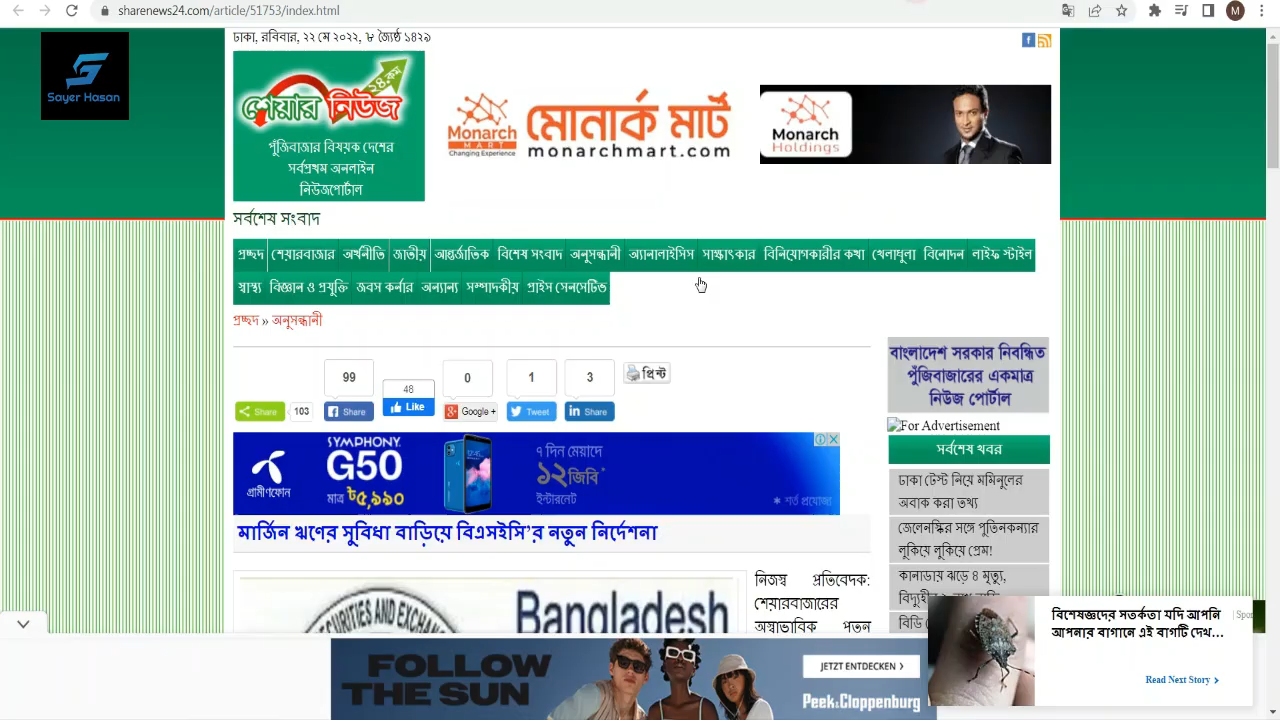 sharenews24.com/article/51753/index.html
M
ঢাকা, রবিবার, ২২ মে ২০২২, ৮ জ্যৈষ্ঠ ১৪২৯
Sayer Hasan
শেয়ার নিউজ ২৪.কম
পুঁজিবাজার বিষয়ক দেশের
সর্বপ্রথম অনলাইন
নিউজপোর্টাল
Monarch
MART
Changing Experience
মোনার্ক মার্ট
monarchmart.com
Monarch
Holdings
সর্বশেষ সংবাদ
প্রচ্ছদ শেয়ারবাজার অর্থনীতি জাতীয় আন্তর্জাতিক বিশেষ সংবাদ অনুসন্ধানী অ্যানালাইসিস সাক্ষাৎকার বিনিয়োগকারীর কথা খেলাধুলা বিনোদন লাইফ স্টাইল
স্বাস্থ্য বিজ্ঞান ও প্রযুক্তি জবস কর্নার অন্যান্য সম্পাদকীয় প্রাইস সেনসেটিভ
প্রচ্ছদ » অনুসন্ধানী
99 48 0 1 3 প্রিন্ট
Share 103 Share Like Google + Tweet Share
গ্রামীণফোন
SYMPHONY
G50
মাত্র ৳৫,৯৯০
৭ দিন মেয়াদে
১২জিবি*
ইন্টারনেট
* শর্ত প্রযোজ্য
মার্জিন ঋণের সুবিধা বাড়িয়ে বিএসইসি’র নতুন নির্দেশনা
SECURITIES AND EXCHANGE
Bangladesh
নিজস্ব প্রতিবেদক:
শেয়ারবাজারের
অস্বাভাবিক পতন
বাংলাদেশ সরকার নিবন্ধিত
পুঁজিবাজারের একমাত্র
নিউজ পোর্টাল
For Advertisement
সর্বশেষ খবর
ঢাকা টেস্ট নিয়ে মমিনুলের
অবাক করা তথ্য
জেলেনস্কির সঙ্গে পুতিনকন্যার
লুকিয়ে লুকিয়ে প্রেম!
কানাডায় ঝড়ে ৪ মৃত্যু,
বিশেষজ্ঞদের সতর্কতা যদি আপনি
আপনার বাগানে এই বাগটি দেখ...
Read Next Story
FOLLOW
THE SUN
JETZT ENTDECKEN
Peek&Cloppenburg